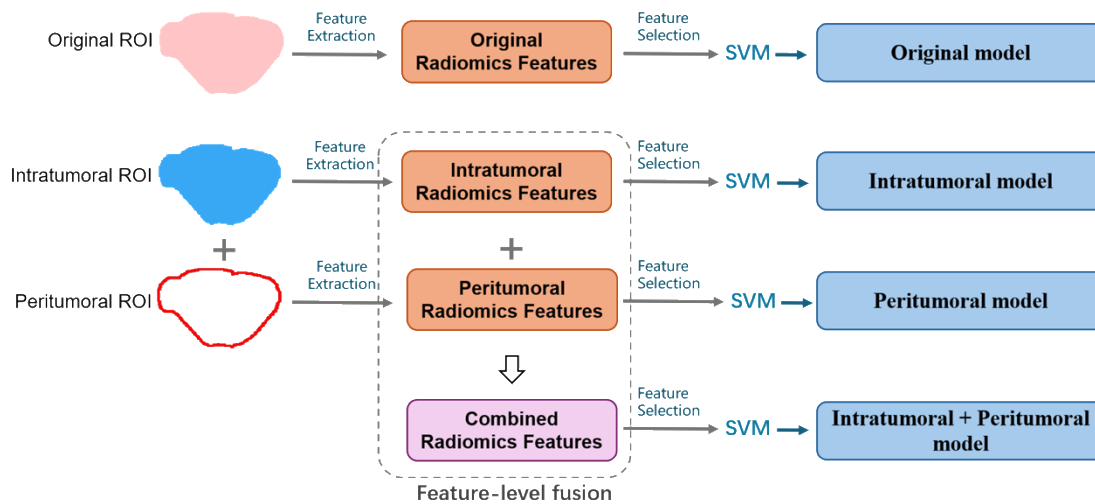 Original ROI
Feature
Extraction
Original
Radiomics Features
Feature
Selection
SVM
Original model
Intratumoral ROI
Feature
Extraction
Intratumoral
Radiomics Features
Feature
Selection
SVM
Intratumoral model
+
+
Peritumoral ROI
Feature
Extraction
Peritumoral
Radiomics Features
Feature
Selection
SVM
Peritumoral model
Combined
Radiomics Features
Feature
Selection
SVM
Intratumoral + Peritumoral
model
Feature-level fusion